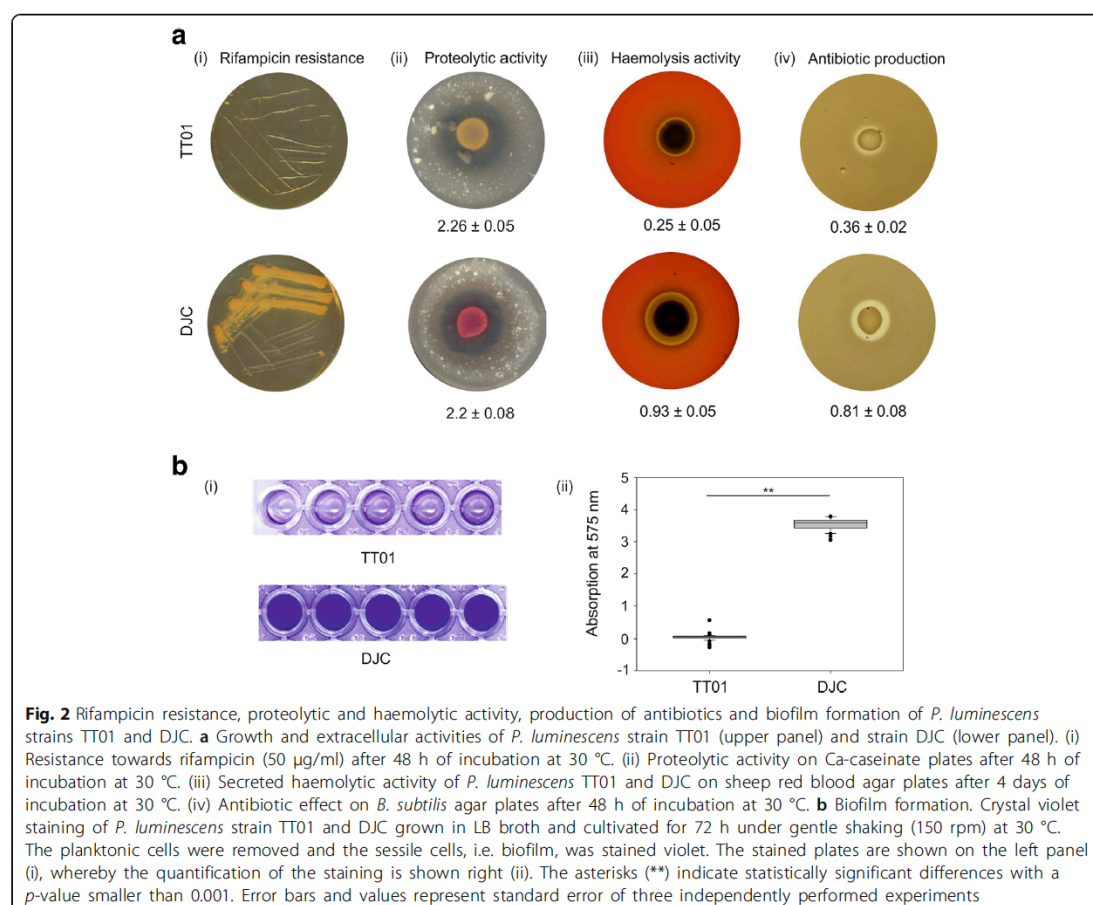 a
(i) Rifampicin resistance (ii) Proteolytic activity (iii) Haemolysis activity (iv) Antibiotic production
TT01
2.26 ± 0.05 0.25 ± 0.05 0.36 ± 0.02
DJC
2.2 ± 0.08 0.93 ± 0.05 0.81 ± 0.08
b
(i)
TT01
DJC
(ii)
Absorption at 575 nm
5
4
3
2
1
0
-1
**
TT01 DJC
Fig. 2 Rifampicin resistance, proteolytic and haemolytic activity, production of antibiotics and biofilm formation of P. luminescens
strains TT01 and DJC. a Growth and extracellular activities of P. luminescens strain TT01 (upper panel) and strain DJC (lower panel). (i)
Resistance towards rifampicin (50 µg/ml) after 48 h of incubation at 30 °C. (ii) Proteolytic activity on Ca-caseinate plates after 48 h of
incubation at 30 °C. (iii) Secreted haemolytic activity of P. luminescens TT01 and DJC on sheep red blood agar plates after 4 days of
incubation at 30 °C. (iv) Antibiotic effect on B. subtilis agar plates after 48 h of incubation at 30 °C. b Biofilm formation. Crystal violet
staining of P. luminescens strain TT01 and DJC grown in LB broth and cultivated for 72 h under gentle shaking (150 rpm) at 30 °C.
The planktonic cells were removed and the sessile cells, i.e. biofilm, was stained violet. The stained plates are shown on the left panel
(i), whereby the quantification of the staining is shown right (ii). The asterisks (**) indicate statistically significant differences with a
p-value smaller than 0.001. Error bars and values represent standard error of three independently performed experiments